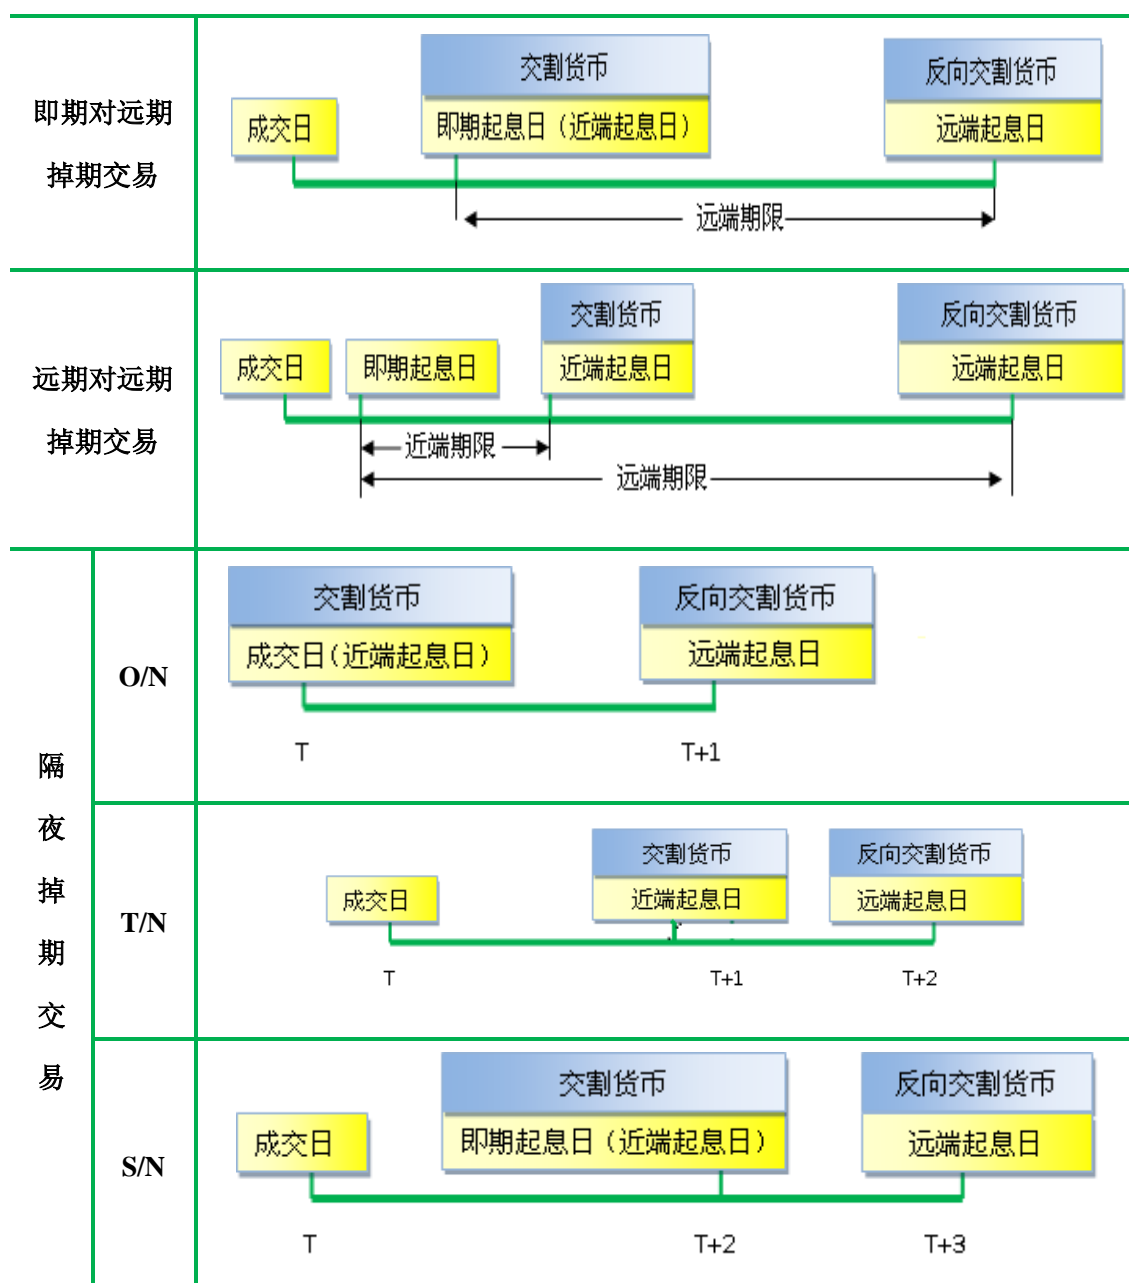 即期对远期
掉期交易
成交日
交割货币
即期起息日（近端起息日）
反向交割货币
远端起息日
远端期限
远期对远期
掉期交易
成交日
即期起息日
交割货币
近端起息日
反向交割货币
远端起息日
近端期限
远端期限
隔
夜
掉
期
交
易
O/N
交割货币
成交日(近端起息日)
反向交割货币
远端起息日
T
T+1
T/N
成交日
交割货币
近端起息日
反向交割货币
远端起息日
T
T+1
T+2
S/N
成交日
交割货币
即期起息日（近端起息日）
反向交割货币
远端起息日
T
T+2
T+3